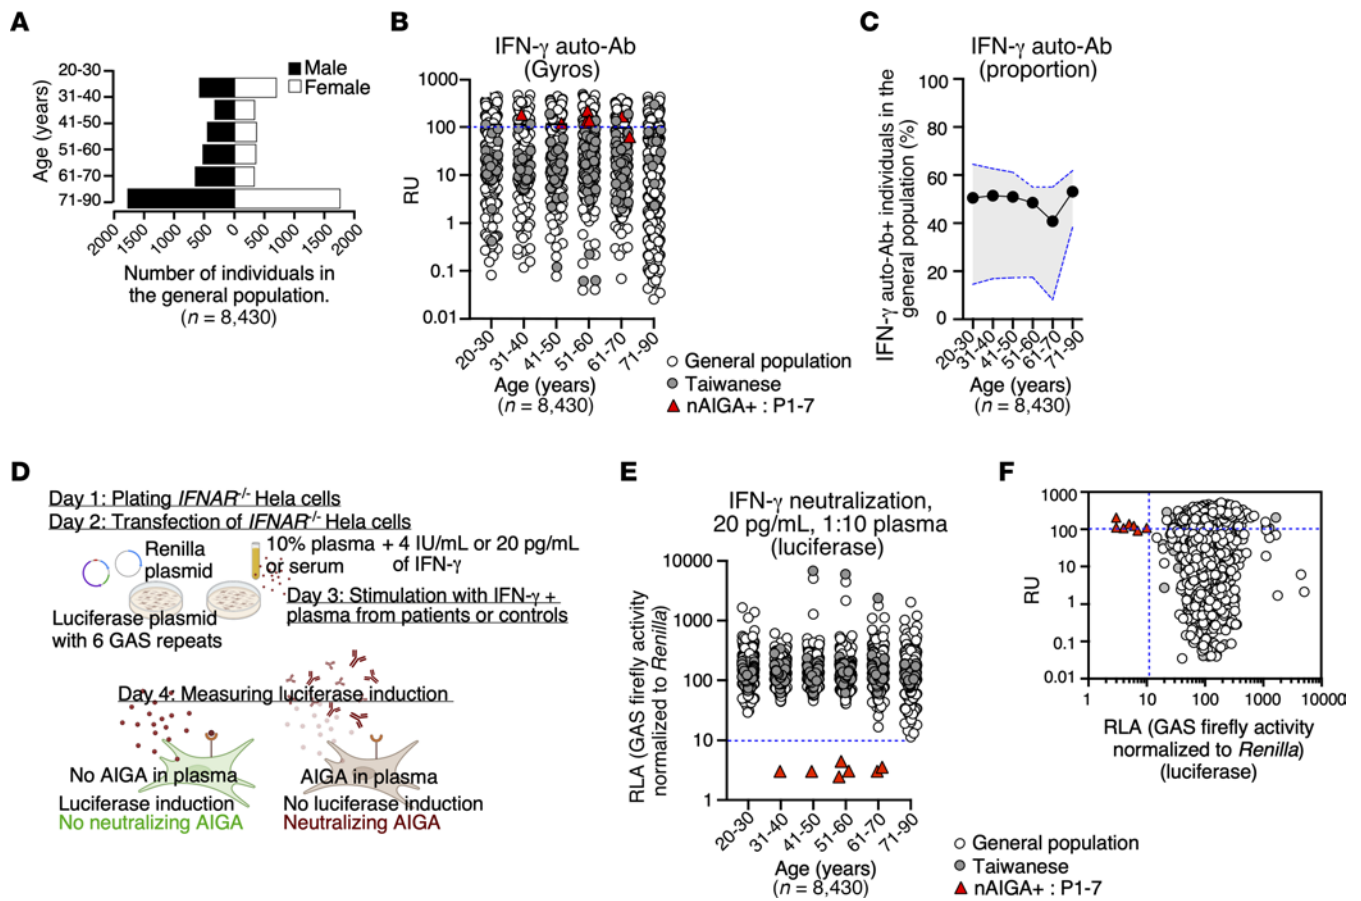 A
Male
Female
Age (years)
20-30
31-40
41-50
51-60
61-70
71-90
2000
1500
1000
500
0
500
1000
1500
2000
Number of individuals in
the general population.
(n = 8,430)
B
IFN-γ auto-Ab
(Gyros)
RU
1000
100
10
1
0.1
0.01
20-30
31-40
41-50
51-60
61-70
71-90
Age (years)
(n = 8,430)
General population
Taiwanese
nAIGA+ : P1-7
C
IFN-γ auto-Ab
(proportion)
IFN-γ auto-Ab+ individuals in the
general population (%)
100
80
60
40
20
0
20-30
31-40
41-50
51-60
61-70
71-90
Age (years)
(n = 8,430)
D
Day 1: Plating IFNAR-/- Hela cells
Day 2: Transfection of IFNAR-/- Hela cells
Renilla
plasmid
10% plasma + 4 IU/mL or 20 pg/mL
or serum of IFN-γ
Luciferase plasmid
with 6 GAS repeats
Day 3: Stimulation with IFN-γ +
plasma from patients or controls
Day 4: Measuring luciferase induction
No AIGA in plasma
Luciferase induction
No neutralizing AIGA
AIGA in plasma
No luciferase induction
Neutralizing AIGA
E
IFN-γ neutralization,
20 pg/mL, 1:10 plasma
(luciferase)
RLA (GAS firefly activity
normalized to Renilla)
10000
1000
100
10
1
20-30
31-40
41-50
51-60
61-70
71-90
Age (years)
(n = 8,430)
F
RU
1000
100
10
1
0.1
0.01
1
10
100
1000
10000
RLA (GAS firefly activity
normalized to Renilla)
(luciferase)
General population
Taiwanese
nAIGA+ : P1-7